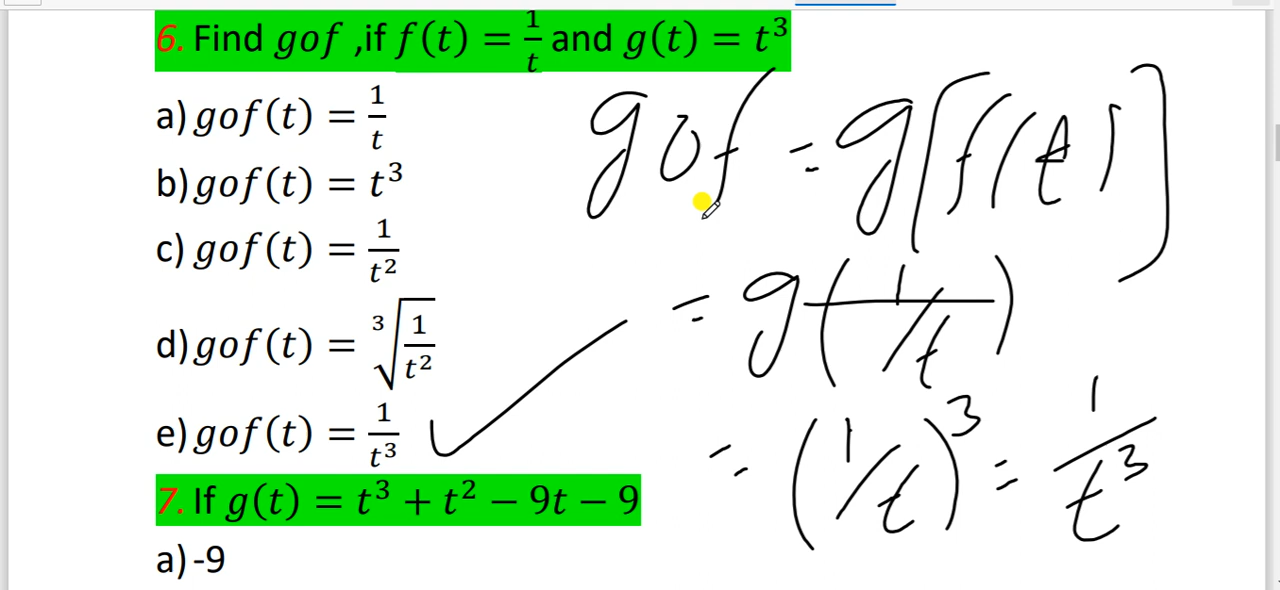 6. Find gof ,if f(t) = 1/t and g(t) = t³
a) gof(t) = 1/t
b) gof(t) = t³
c) gof(t) = 1/t²
d) gof(t) = ³√(1/t²)
e) gof(t) = 1/t³
gof = g[f(t)]
= g(1/t)
= (1/t)³ = 1/t³
7. If g(t) = t³ + t² − 9t − 9
a) -9